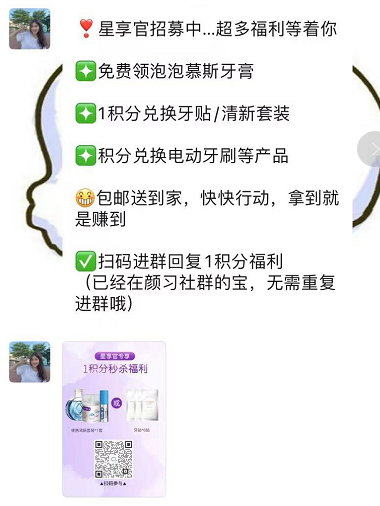 ❣️星享官招募中...超多福利等着你
✨免费领泡泡慕斯牙膏
✨1积分兑换牙贴/清新套装
✨积分兑换电动牙刷等产品
😁包邮送到家，快快行动，拿到就
是赚到
✅扫码进群回复1积分福利
（已经在颜习社群的宝，无需重复
进群哦）
星享官专享
1积分秒杀福利
或
▲扫码参与▲